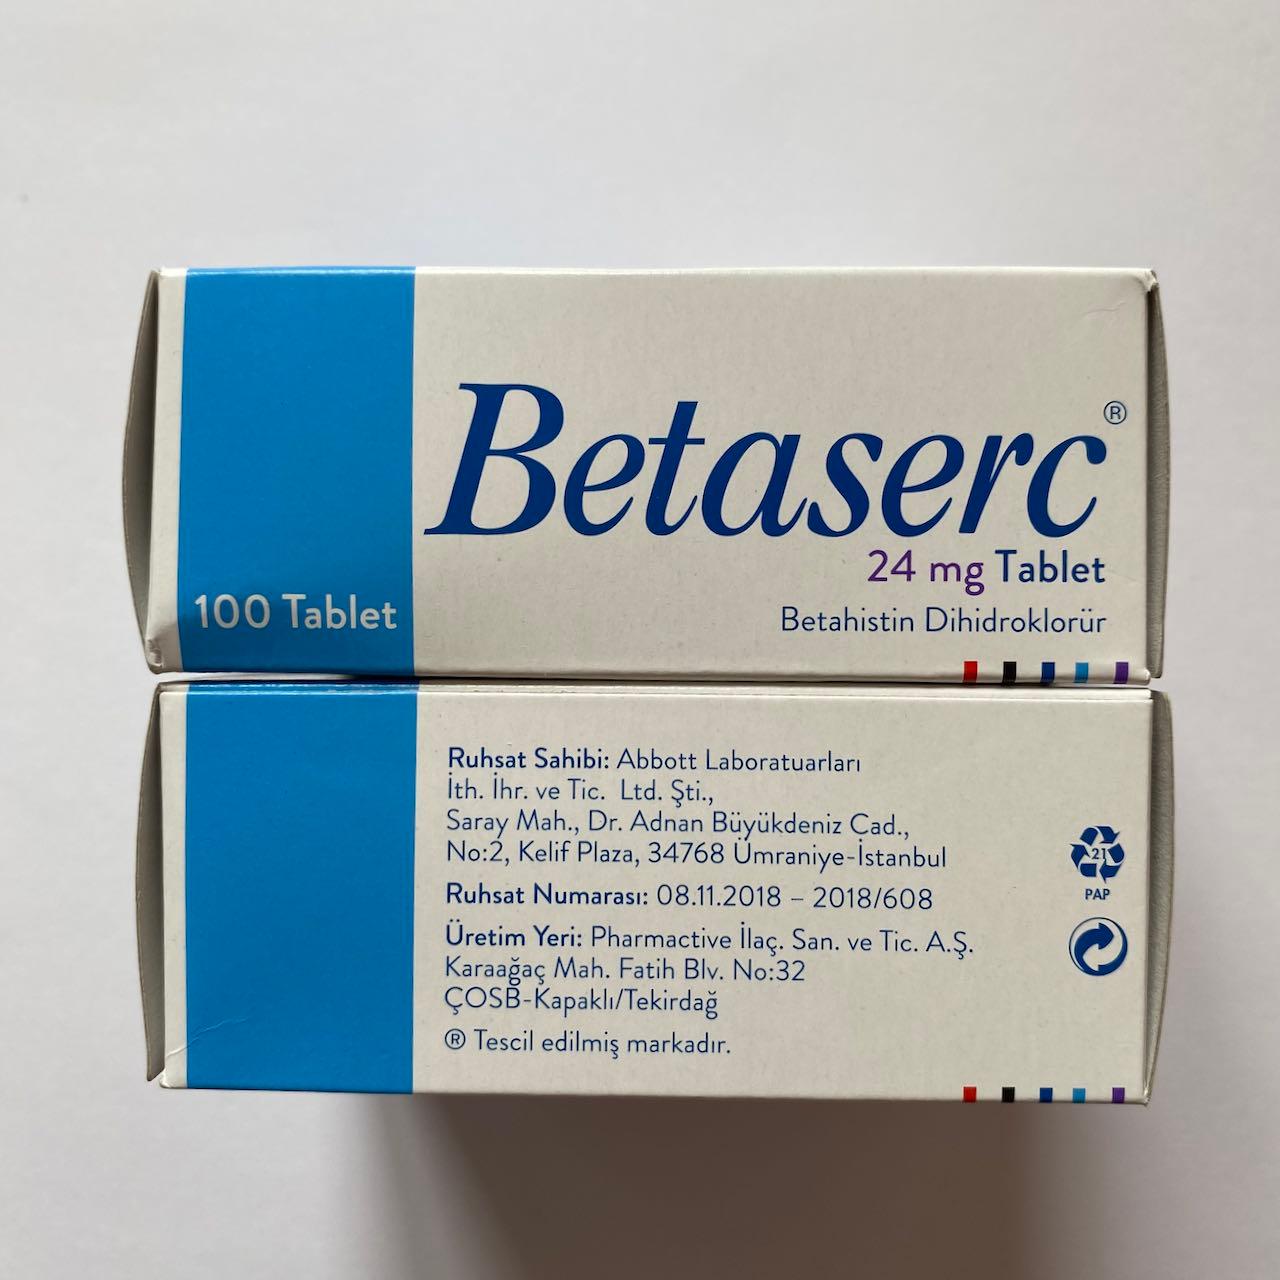 Betaserc®
24 mg Tablet
100 Tablet
Betahistin Dihidroklorür
Ruhsat Sahibi: Abbott Laboratuarları
İth. İhr. ve Tic. Ltd. Şti.,
Saray Mah., Dr. Adnan Büyükdeniz Cad.,
No:2, Kelif Plaza, 34768 Ümraniye-İstanbul
Ruhsat Numarası: 08.11.2018 – 2018/608
Üretim Yeri: Pharmactive İlaç. San. ve Tic. A.Ş.
Karaağaç Mah. Fatih Blv. No:32
ÇOSB-Kapaklı/Tekirdağ
® Tescil edilmiş markadır.
21
PAP